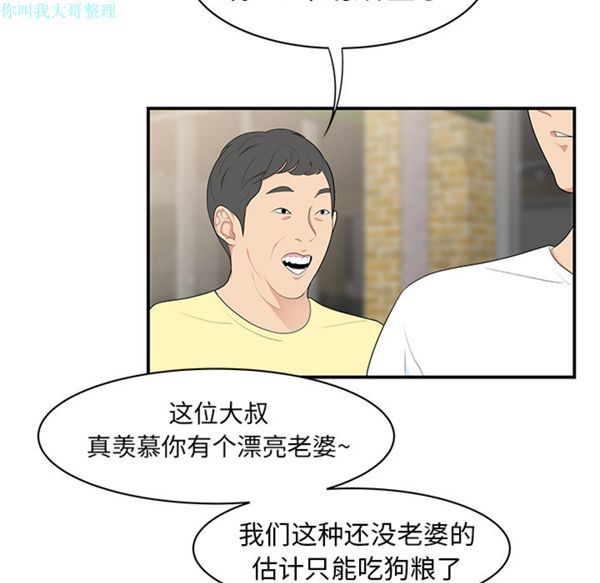 你叫我大哥整理
这位大叔
真羡慕你有个漂亮老婆~
我们这种还没老婆的
估计只能吃狗粮了